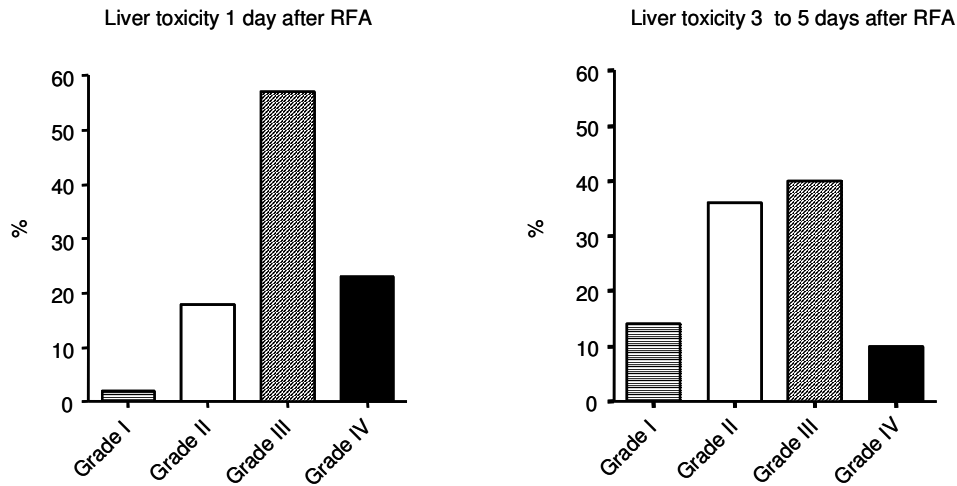 Liver toxicity 1 day after RFA
60
50
40
30
20
10
0
%
Grade I
Grade II
Grade III
Grade IV
Liver toxicity 3 to 5 days after RFA
60
50
40
30
20
10
0
%
Grade I
Grade II
Grade III
Grade IV